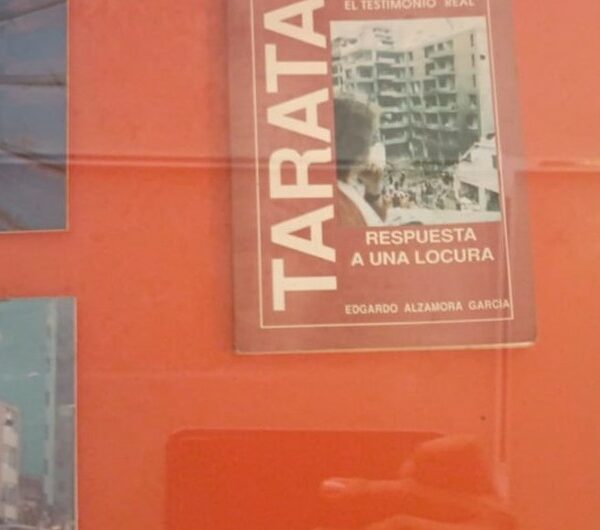 EL TESTIMONIO REAL
TARATA
RESPUESTA
A UNA LOCURA
EDGARDO ALZAMORA GARCIA